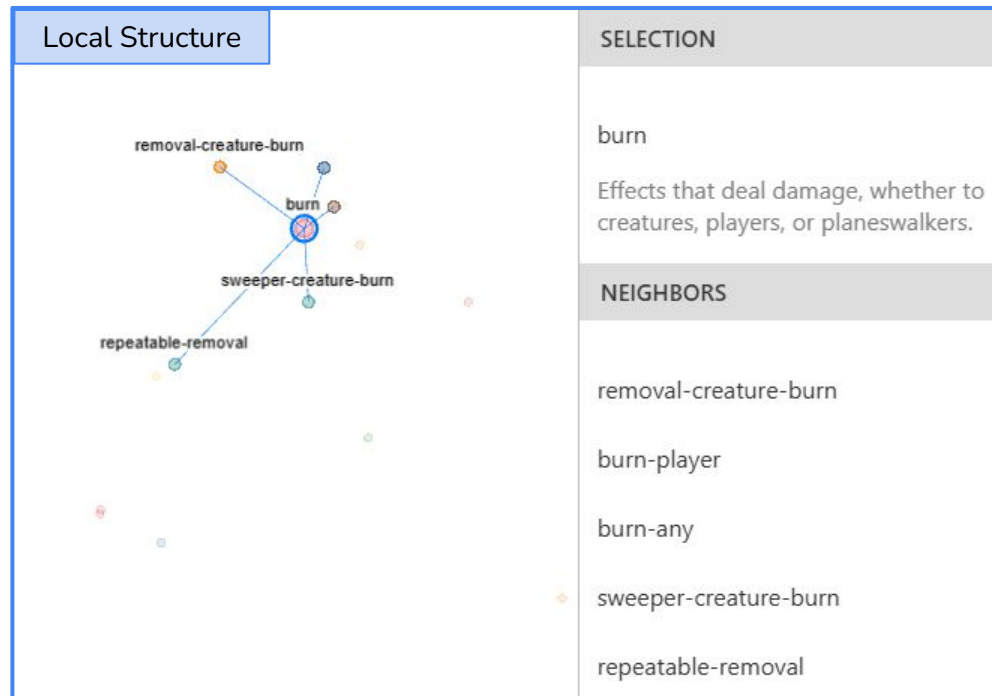 Local Structure
removal-creature-burn
burn
sweeper-creature-burn
repeatable-removal
SELECTION
burn
Effects that deal damage, whether to
creatures, players, or planeswalkers.
NEIGHBORS
removal-creature-burn
burn-player
burn-any
sweeper-creature-burn
repeatable-removal